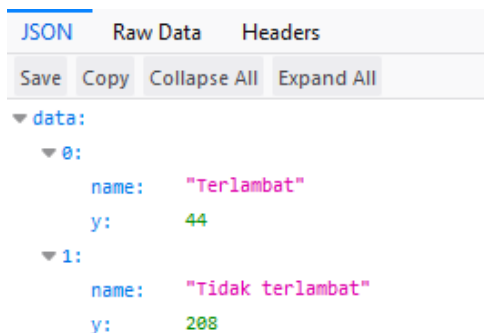 JSON Raw Data Headers
Save Copy Collapse All Expand All
data:
0:
name: "Terlambat"
y: 44
1:
name: "Tidak terlambat"
y: 208